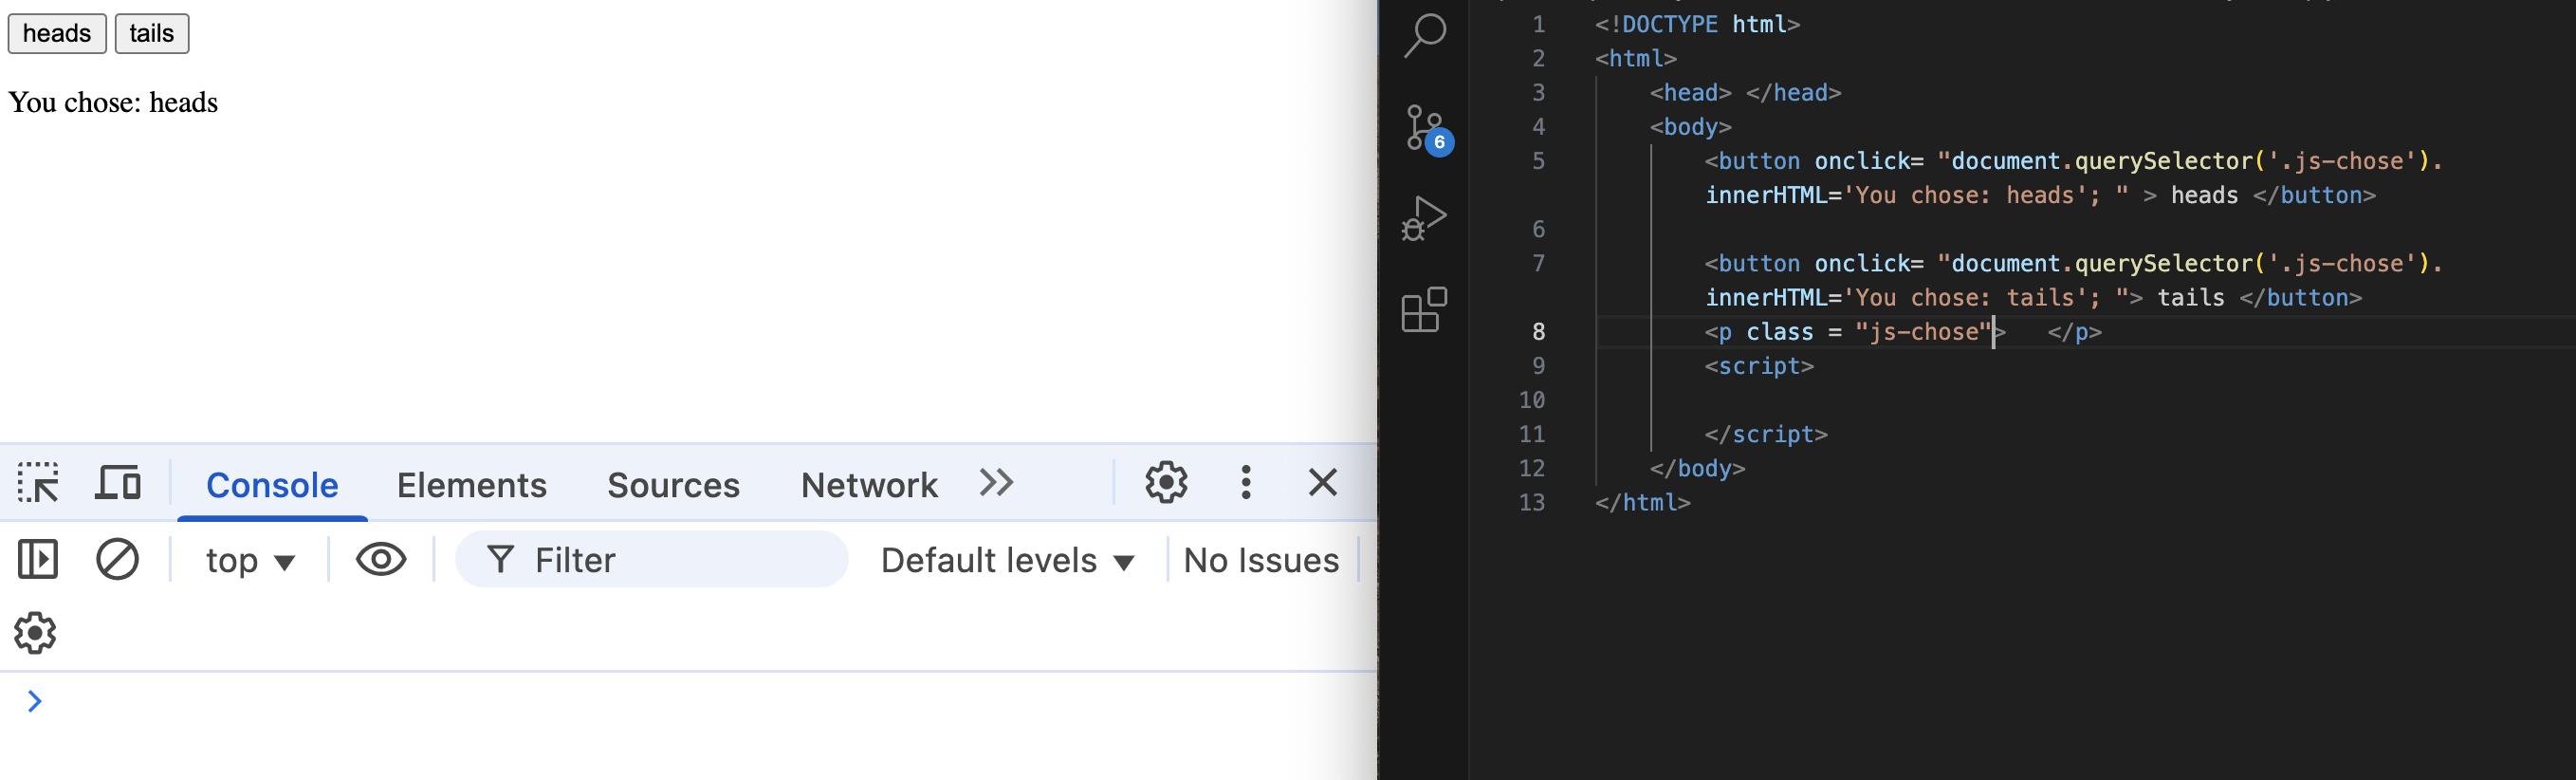 heads tails
You chose: heads
Console Elements Sources Network
top Filter Default levels No Issues
6
1 <!DOCTYPE html>
2 <html>
3 <head> </head>
4 <body>
5 <button onclick= "document.querySelector('.js-chose').
innerHTML='You chose: heads'; " > heads </button>
6
7 <button onclick= "document.querySelector('.js-chose').
innerHTML='You chose: tails'; "> tails </button>
8 <p class = "js-chose">   </p>
9 <script>
10
11 </script>
12 </body>
13 </html>